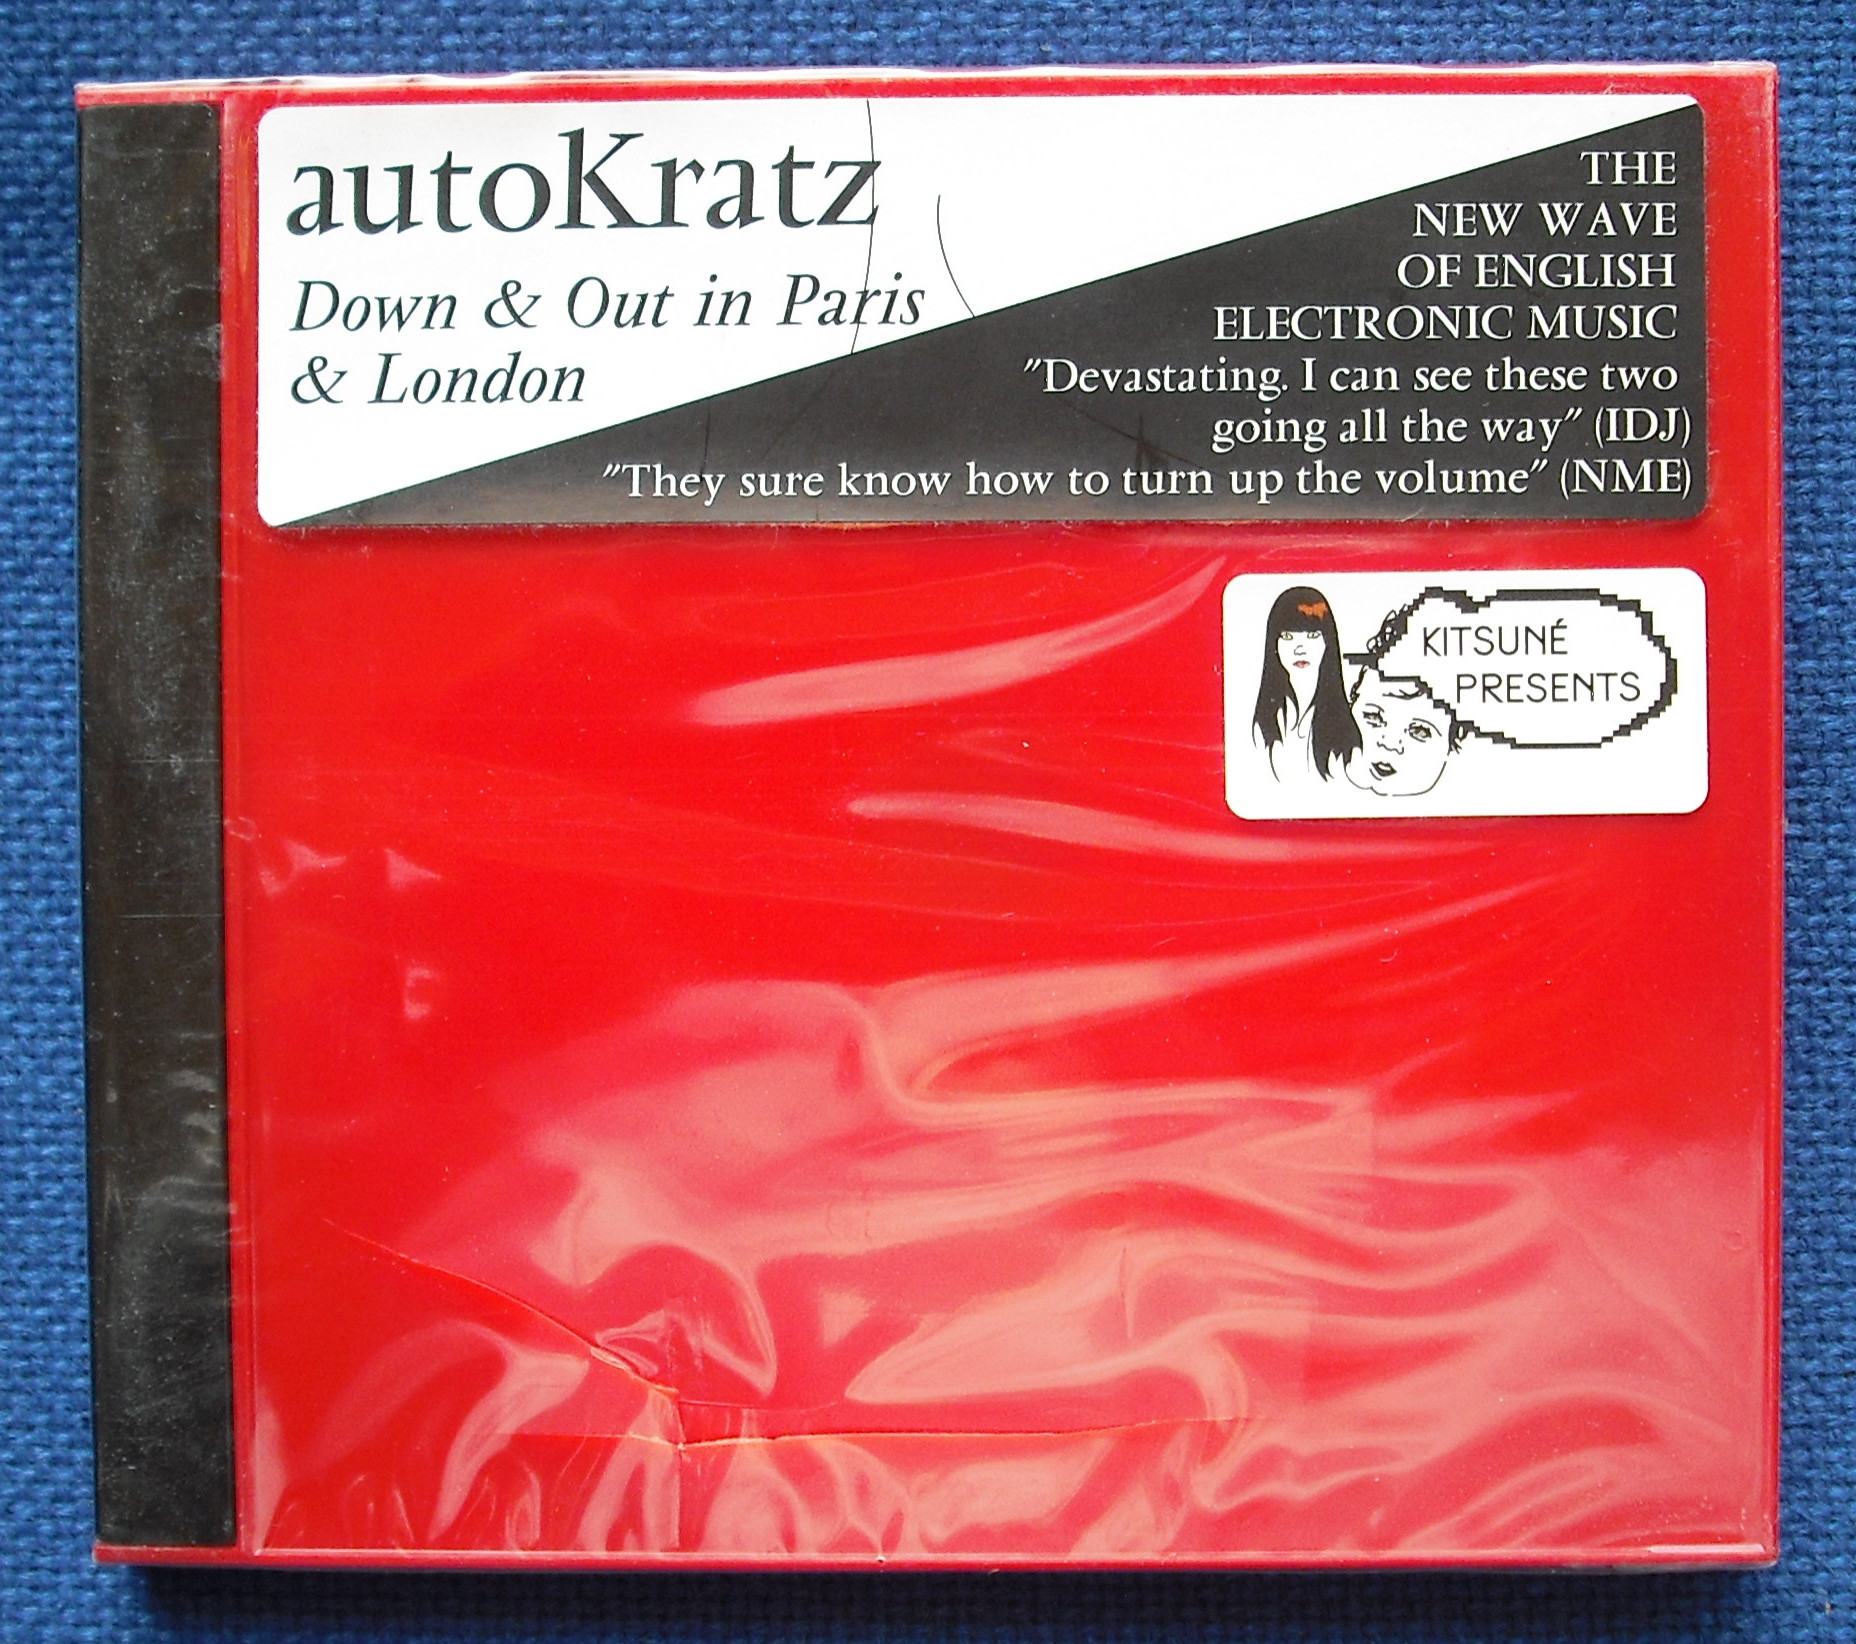 autoKratz
Down & Out in Paris
& London
THE
NEW WAVE
OF ENGLISH
ELECTRONIC MUSIC
"Devastating. I can see these two
going all the way" (IDJ)
"They sure know how to turn up the volume" (NME)
KITSUNÉ
PRESENTS